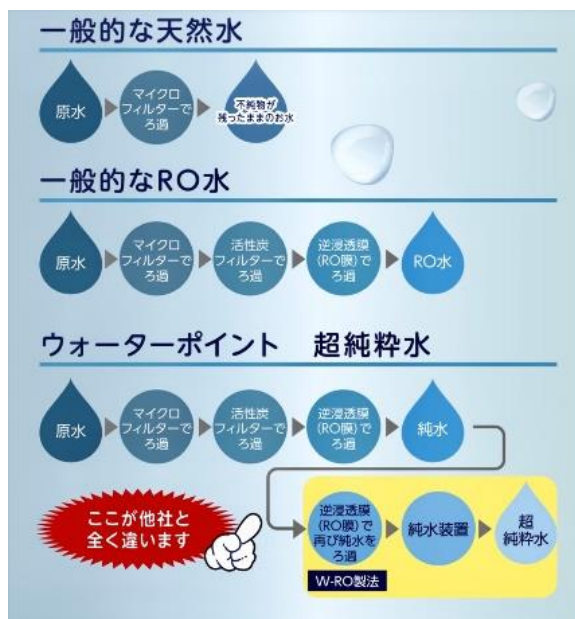 一般的な天然水
原水
マイクロ
フィルターで
ろ過
不純物が
残ったままのお水
一般的なRO水
原水
マイクロ
フィルターで
ろ過
活性炭
フィルターで
ろ過
逆浸透膜
(RO膜)で
ろ過
RO水
ウォーターポイント 超純粋水
原水
マイクロ
フィルターで
ろ過
活性炭
フィルターで
ろ過
逆浸透膜
(RO膜)で
ろ過
純水
ここが他社と
全く違います
逆浸透膜
(RO膜)で
再び純水を
ろ過
純水装置
超
純粋水
W-RO製法